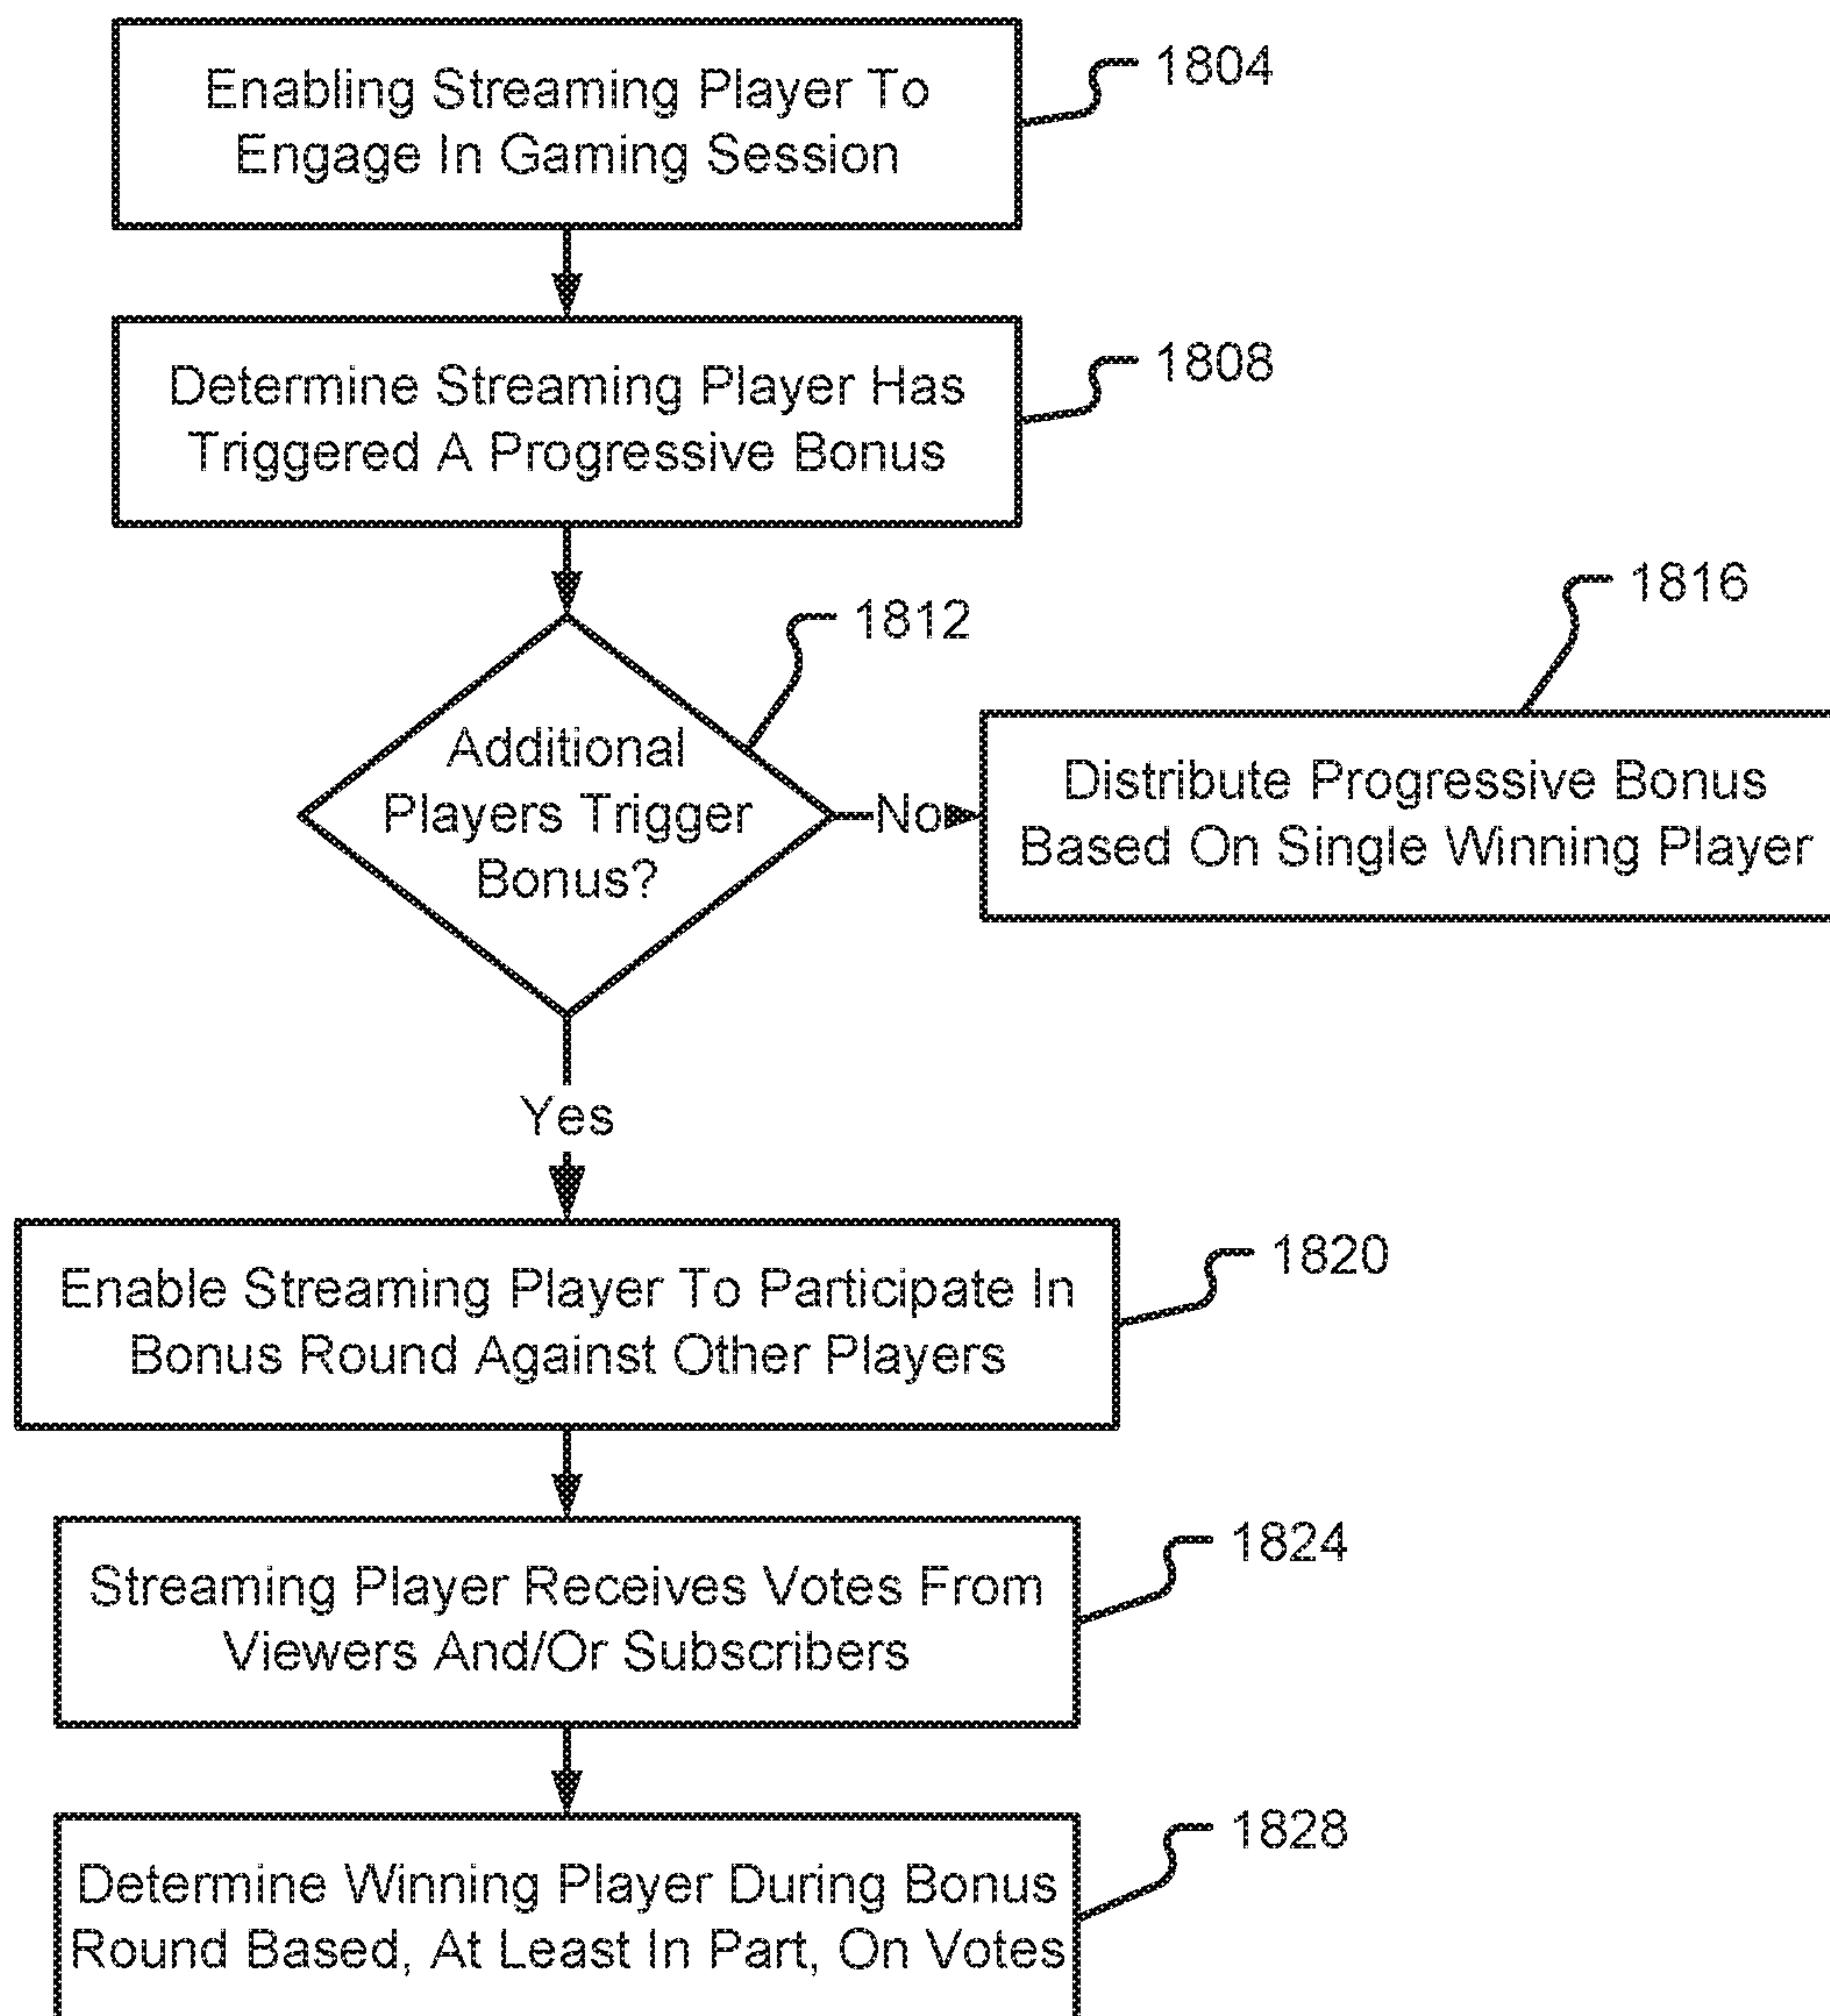 Enabling Streaming Player To
Engage In Gaming Session
1804
Determine Streaming Player Has
Triggered A Progressive Bonus
1808
Additional
Players Trigger
Bonus?
1812
No
Distribute Progressive Bonus
Based On Single Winning Player
1816
Yes
Enable Streaming Player To Participate In
Bonus Round Against Other Players
1820
Streaming Player Receives Votes From
Viewers And/Or Subscribers
1824
Determine Winning Player During Bonus
Round Based, At Least In Part, On Votes
1828